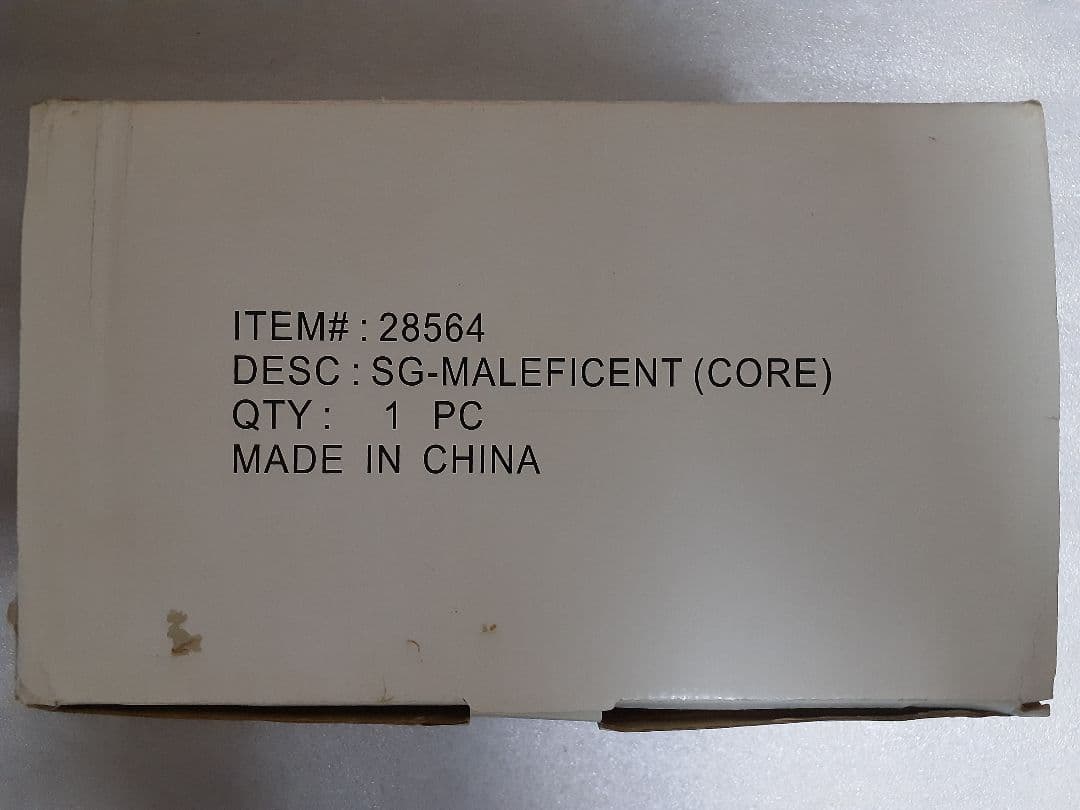 ITEM# : 28564
DESC : SG-MALEFICENT (CORE)
QTY : 1 PC
MADE IN CHINA